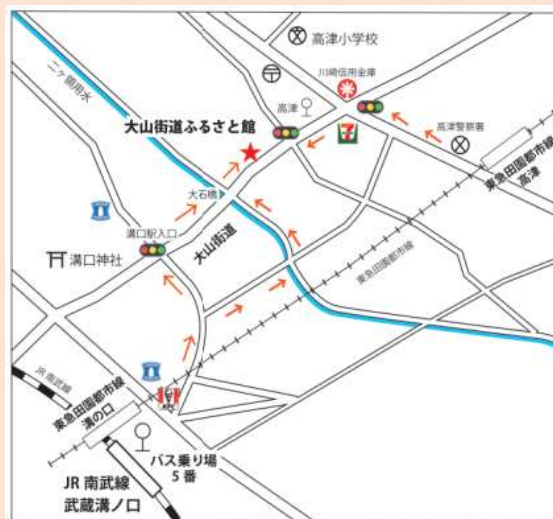 高津小学校
川崎信用金庫
二ヶ領用水
高津
大山街道ふるさと館
高津警察署
東急田園都市線
高津
大石橋
溝口駅入口
大山街道
溝口神社
東急田園都市線
JR 南武線
東急田園都市線
溝の口
KFC
バス乗り場
5 番
JR 南武線
武蔵溝ノ口